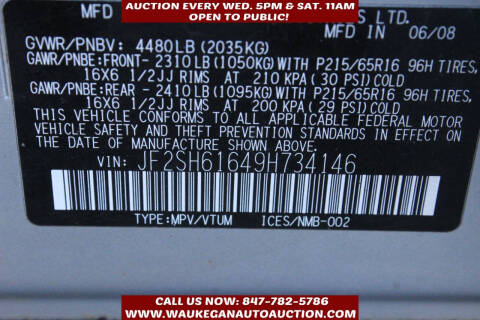 AUCTION EVERY WED. 5PM & SAT. 11AM
OPEN TO THE PUBLIC
MFD
S LTD.
MFD IN 06/08
GVWR/PNBV: 4480LB (2035KG)
GAWR/PNBE:FRONT- 2310LB (1050KG) WITH P215/65R16 96H TIRES,
16X6 1/2JJ RIMS AT 210 KPA (30 PSI) COLD
GAWR/PNBE:REAR - 2410LB (1095KG) WITH P215/65R16 96H TIRES,
16X6 1/2JJ RIMS AT 200 KPA (29 PSI) COLD
THIS VEHICLE CONFORMS TO ALL APPLICABLE FEDERAL MOTOR
VEHICLE SAFETY, BUMPER, AND THEFT PREVENTION STANDARDS IN EFFECT ON
THE DATE OF MANUFACTURE SHOWN ABOVE.
VIN: JF2SH61649H734146
TYPE:MPV/VTUM ICES/NMB-002
CALL US NOW: 847-782-5786
WWW.WAUKEGANAUTOAUCTION.COM